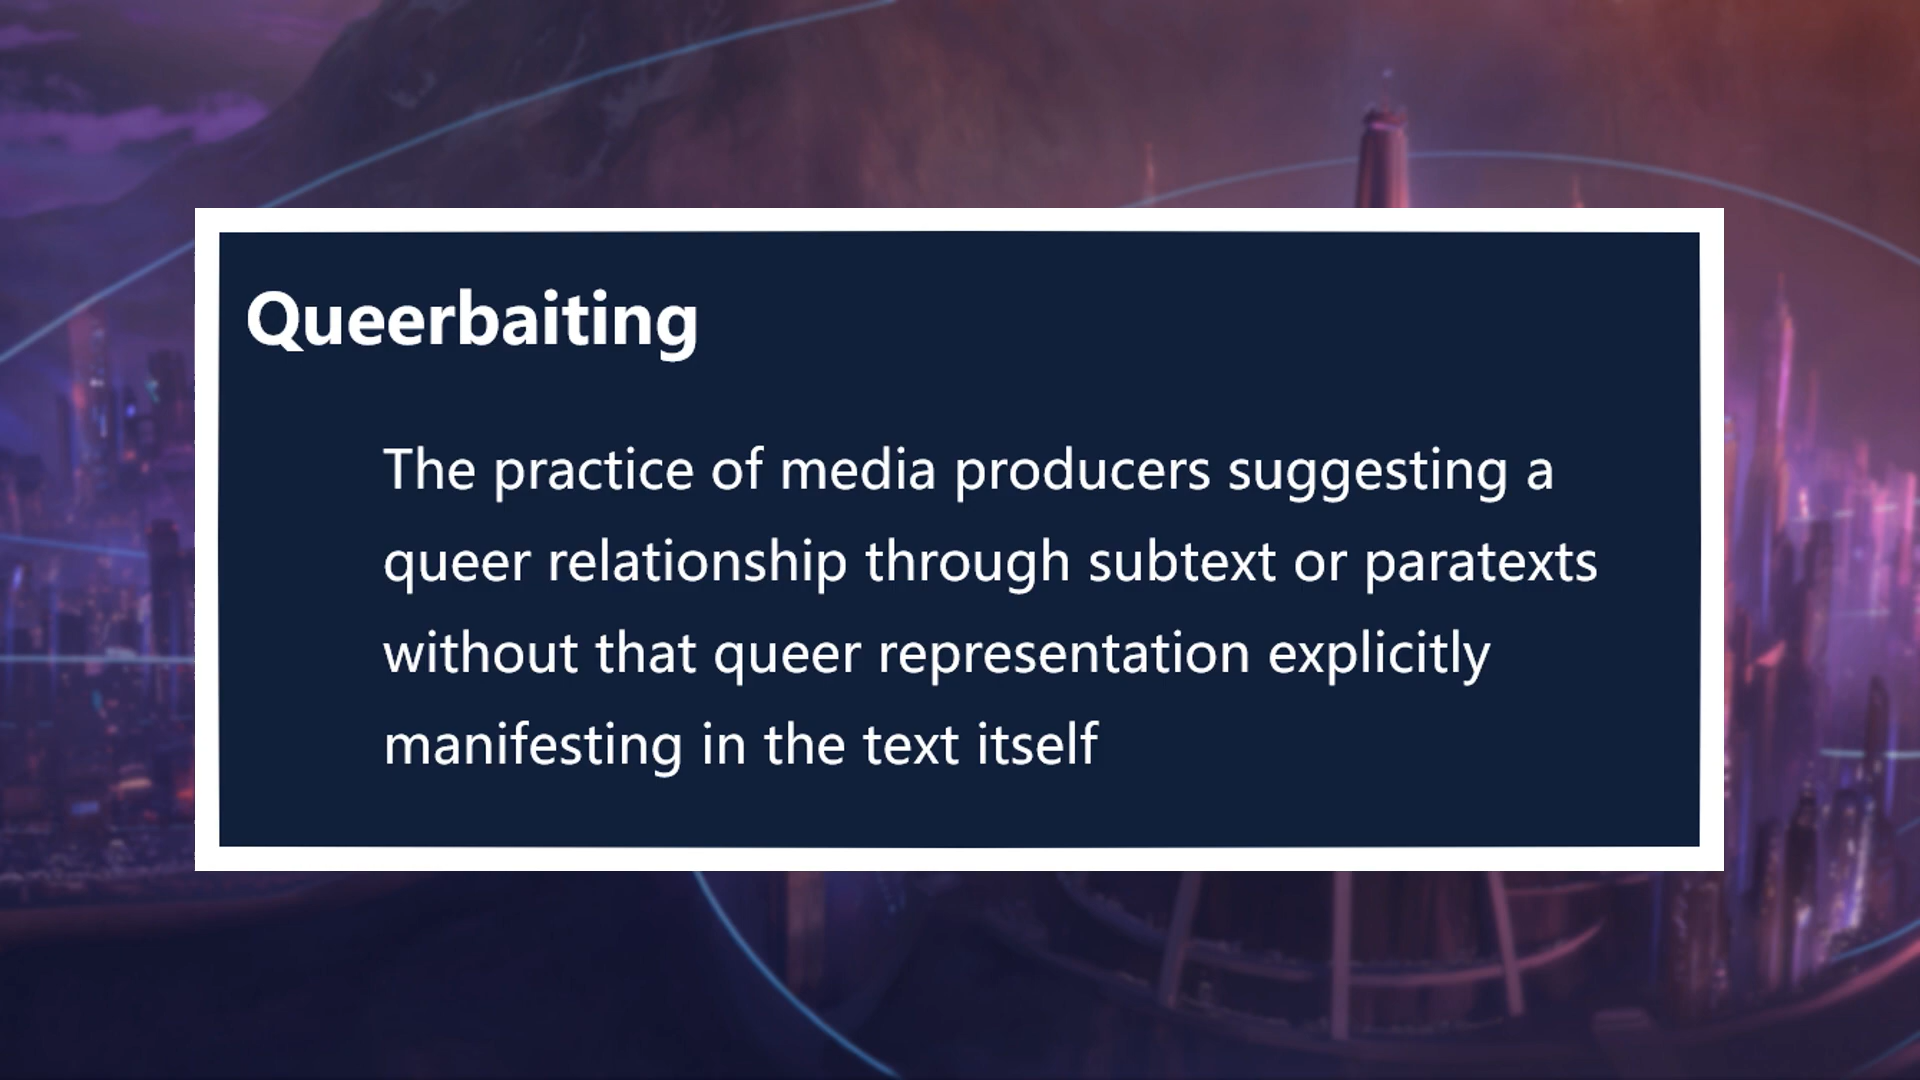 Queerbaiting
The practice of media producers suggesting a
queer relationship through subtext or paratexts
without that queer representation explicitly
manifesting in the text itself